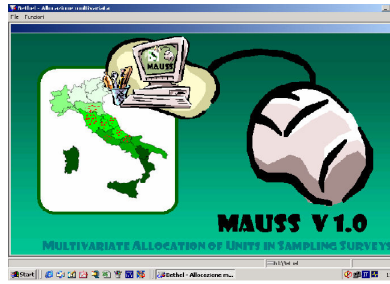 Bethel - Allocazione multivariata
File Funzioni
MAUSS
MAUSS V 1.0
MULTIVARIATE ALLOCATION OF UNITS IN SAMPLING SURVEYS
Start
Bethel - Allocazione m...